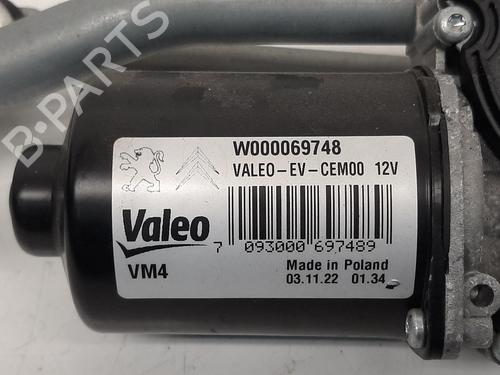 B-PARTS
W000069748
VALEO-EV-CEM00 12V
Valeo
7 093000 697489
VM4
Made in Poland
03.11.22 01.34